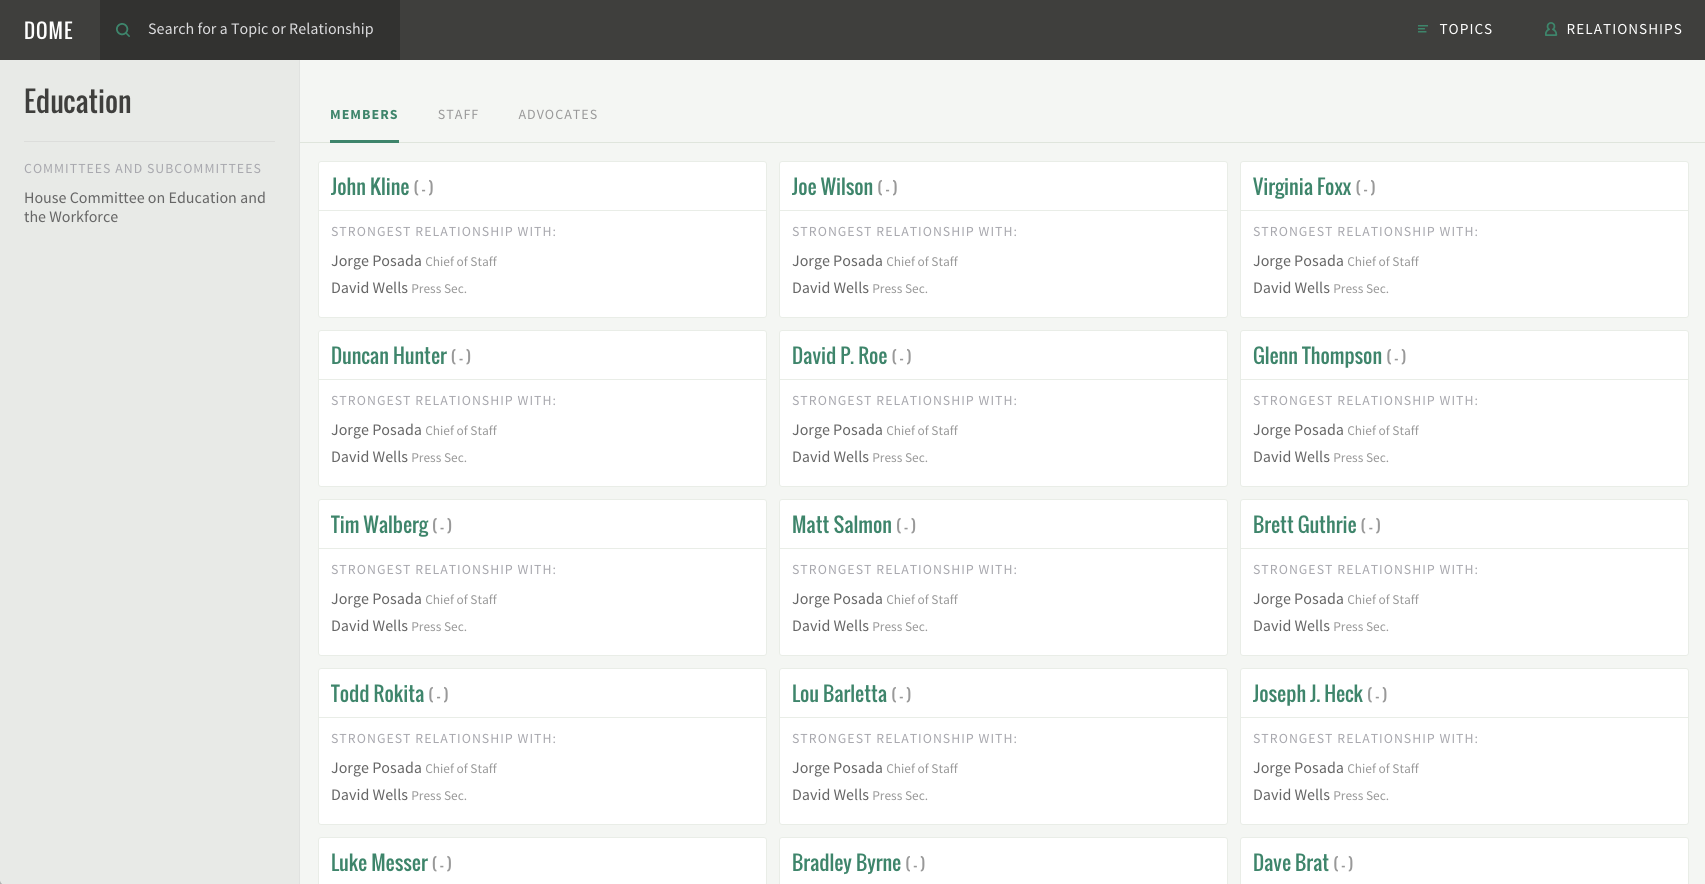 DOME
Search for a Topic or Relationship
TOPICS
RELATIONSHIPS
Education
COMMITTEES AND SUBCOMMITTEES
House Committee on Education and
the Workforce
MEMBERS
STAFF
ADVOCATES
John Kline ( - )
STRONGEST RELATIONSHIP WITH:
Jorge Posada Chief of Staff
David Wells Press Sec.
Joe Wilson ( - )
STRONGEST RELATIONSHIP WITH:
Jorge Posada Chief of Staff
David Wells Press Sec.
Virginia Foxx ( - )
STRONGEST RELATIONSHIP WITH:
Jorge Posada Chief of Staff
David Wells Press Sec.
Duncan Hunter ( - )
STRONGEST RELATIONSHIP WITH:
Jorge Posada Chief of Staff
David Wells Press Sec.
David P. Roe ( - )
STRONGEST RELATIONSHIP WITH:
Jorge Posada Chief of Staff
David Wells Press Sec.
Glenn Thompson ( - )
STRONGEST RELATIONSHIP WITH:
Jorge Posada Chief of Staff
David Wells Press Sec.
Tim Walberg ( - )
STRONGEST RELATIONSHIP WITH:
Jorge Posada Chief of Staff
David Wells Press Sec.
Matt Salmon ( - )
STRONGEST RELATIONSHIP WITH:
Jorge Posada Chief of Staff
David Wells Press Sec.
Brett Guthrie ( - )
STRONGEST RELATIONSHIP WITH:
Jorge Posada Chief of Staff
David Wells Press Sec.
Todd Rokita ( - )
STRONGEST RELATIONSHIP WITH:
Jorge Posada Chief of Staff
David Wells Press Sec.
Lou Barletta ( - )
STRONGEST RELATIONSHIP WITH:
Jorge Posada Chief of Staff
David Wells Press Sec.
Joseph J. Heck ( - )
STRONGEST RELATIONSHIP WITH:
Jorge Posada Chief of Staff
David Wells Press Sec.
Luke Messer ( - )
Bradley Byrne ( - )
Dave Brat ( - )